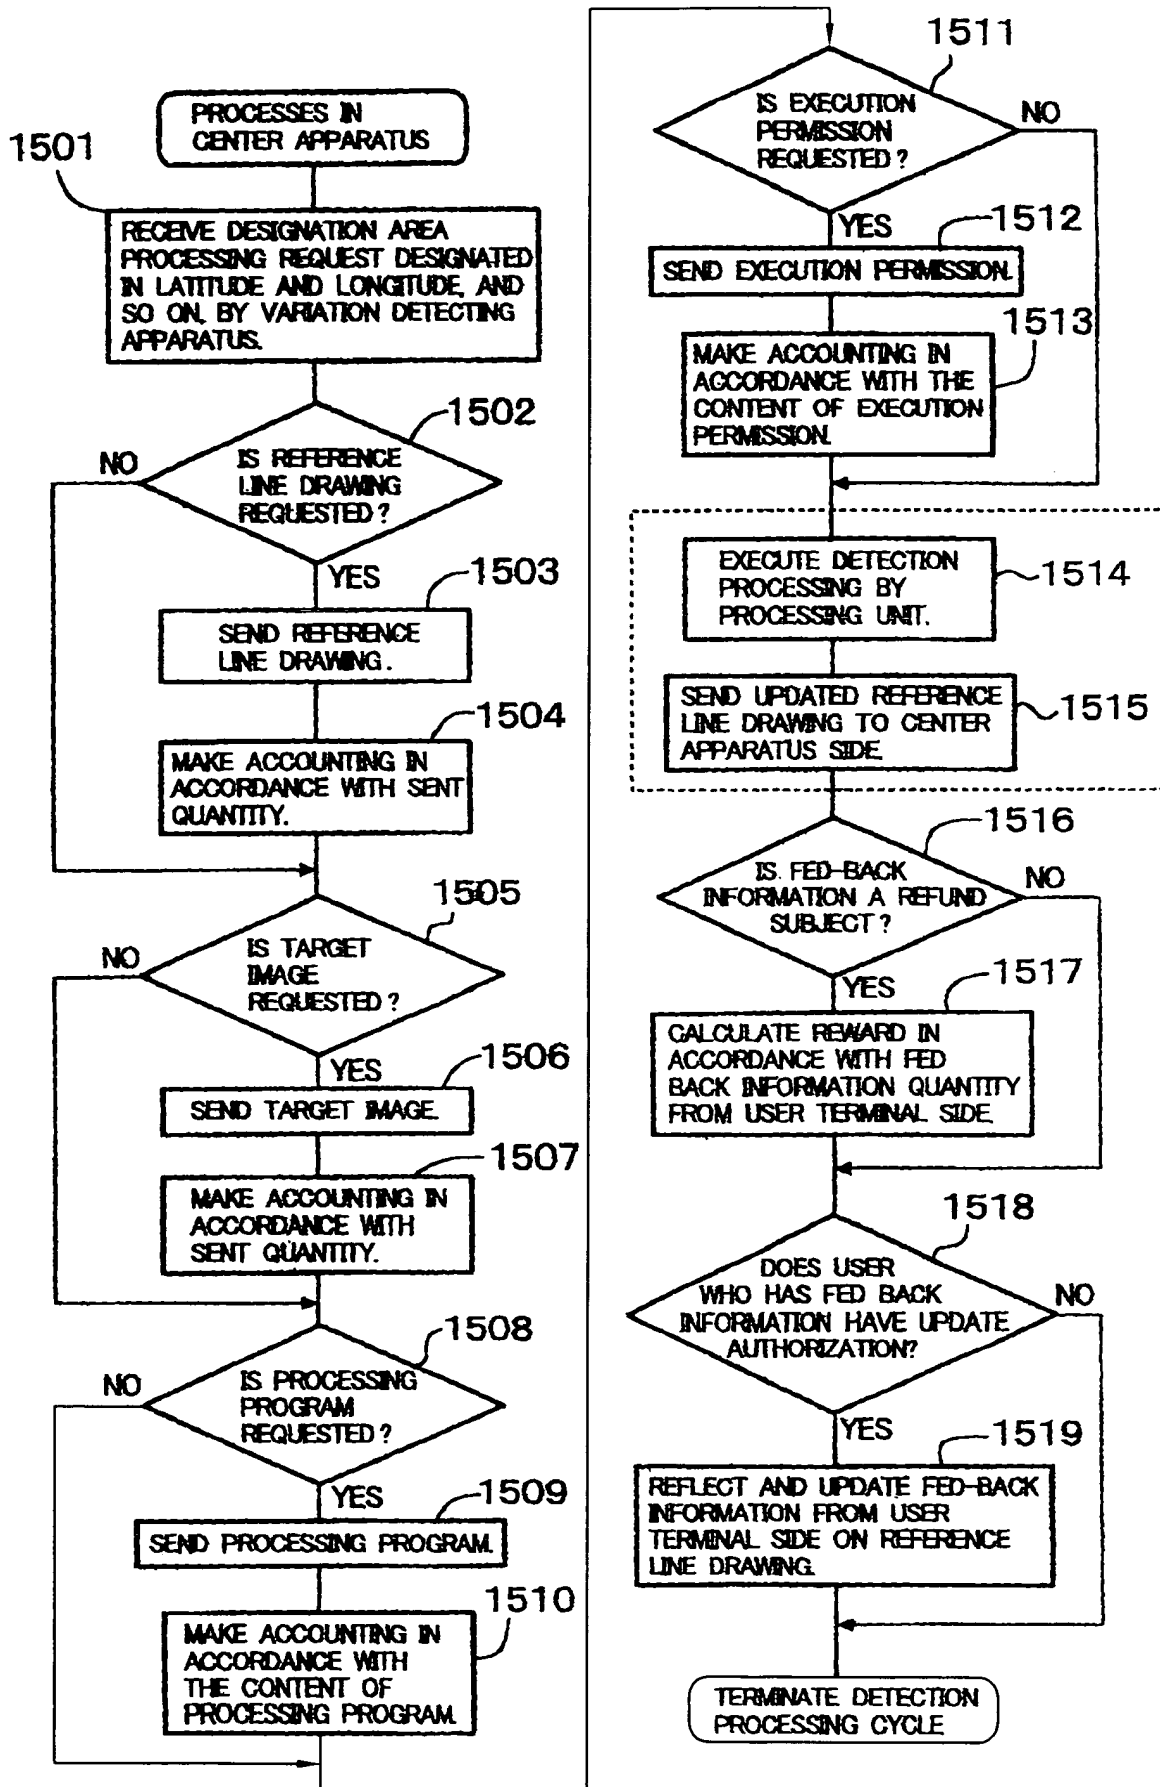 PROCESSES IN
CENTER APPARATUS
1501
RECEIVE DESIGNATION AREA
PROCESSING REQUEST DESIGNATED
IN LATITUDE AND LONGITUDE, AND
SO ON, BY VARIATION DETECTING
APPARATUS.
1502
NO
IS REFERENCE
LINE DRAWING
REQUESTED?
YES
1503
SEND REFERENCE
LINE DRAWING.
1504
MAKE ACCOUNTING IN
ACCORDANCE WITH SENT
QUANTITY.
1505
NO
IS TARGET
IMAGE
REQUESTED?
YES
1506
SEND TARGET IMAGE.
1507
MAKE ACCOUNTING IN
ACCORDANCE WITH
SENT QUANTITY.
1508
NO
IS PROCESSING
PROGRAM
REQUESTED?
YES
1509
SEND PROCESSING PROGRAM.
1510
MAKE ACCOUNTING IN
ACCORDANCE WITH
THE CONTENT OF
PROCESSING PROGRAM.
1511
IS EXECUTION
PERMISSION
REQUESTED?
NO
YES
1512
SEND EXECUTION PERMISSION.
1513
MAKE ACCOUNTING IN
ACCORDANCE WITH THE
CONTENT OF EXECUTION
PERMISSION.
EXECUTE DETECTION
PROCESSING BY
PROCESSING UNIT.
1514
SEND UPDATED REFERENCE
LINE DRAWING TO CENTER
APPARATUS SIDE.
1515
1516
IS FED-BACK
INFORMATION A REFUND
SUBJECT?
NO
YES
1517
CALCULATE REWARD IN
ACCORDANCE WITH FED
BACK INFORMATION QUANTITY
FROM USER TERMINAL SIDE.
1518
DOES USER
WHO HAS FED BACK
INFORMATION HAVE UPDATE
AUTHORIZATION?
NO
YES
1519
REFLECT AND UPDATE FED-BACK
INFORMATION FROM USER
TERMINAL SIDE ON REFERENCE
LINE DRAWING.
TERMINATE DETECTION
PROCESSING CYCLE